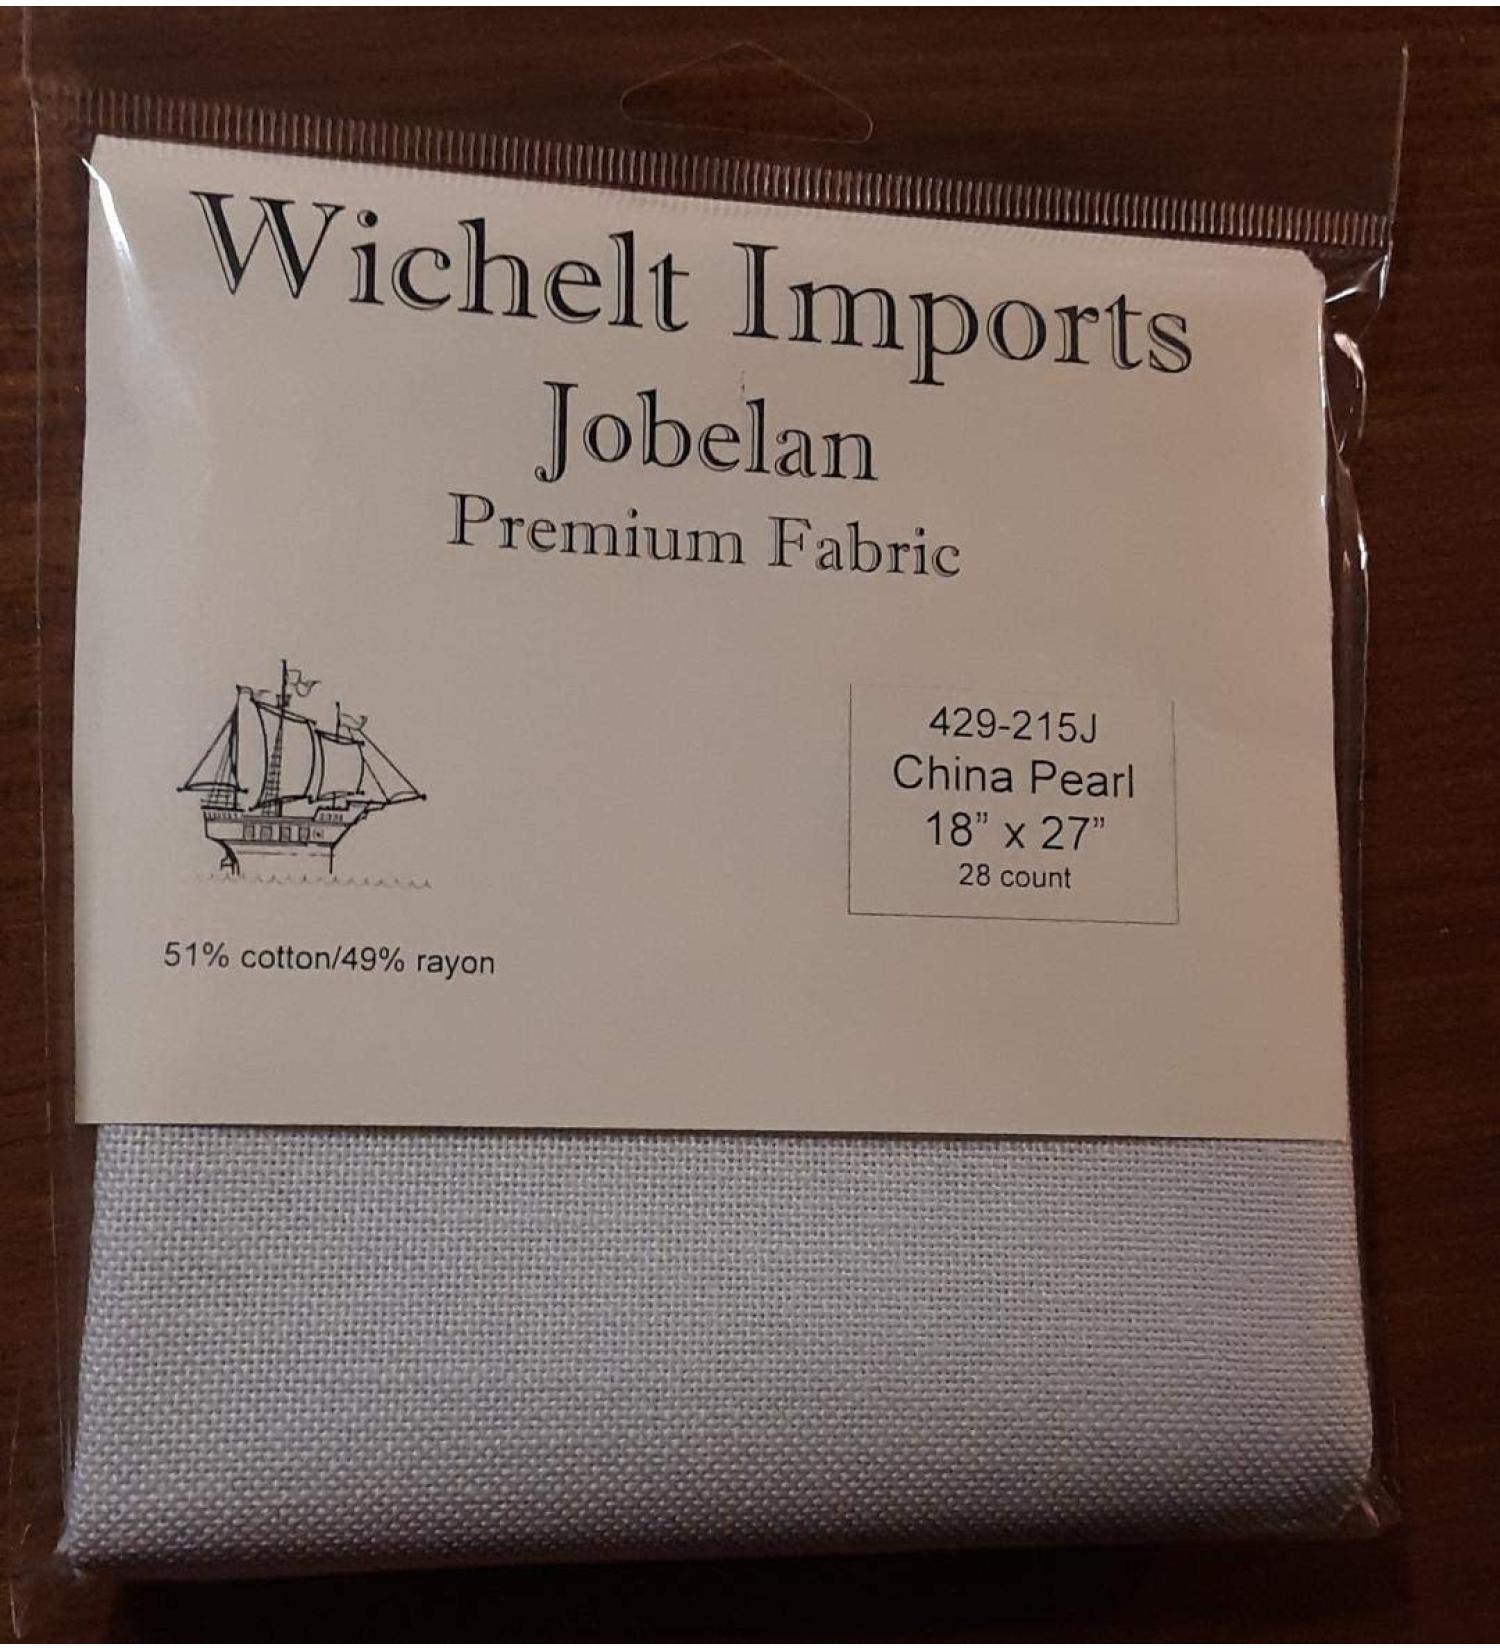 Wichelt Imports
Jobelan
Premium Fabric
429-215J
China Pearl
18” x 27”
28 count
51% cotton/49% rayon